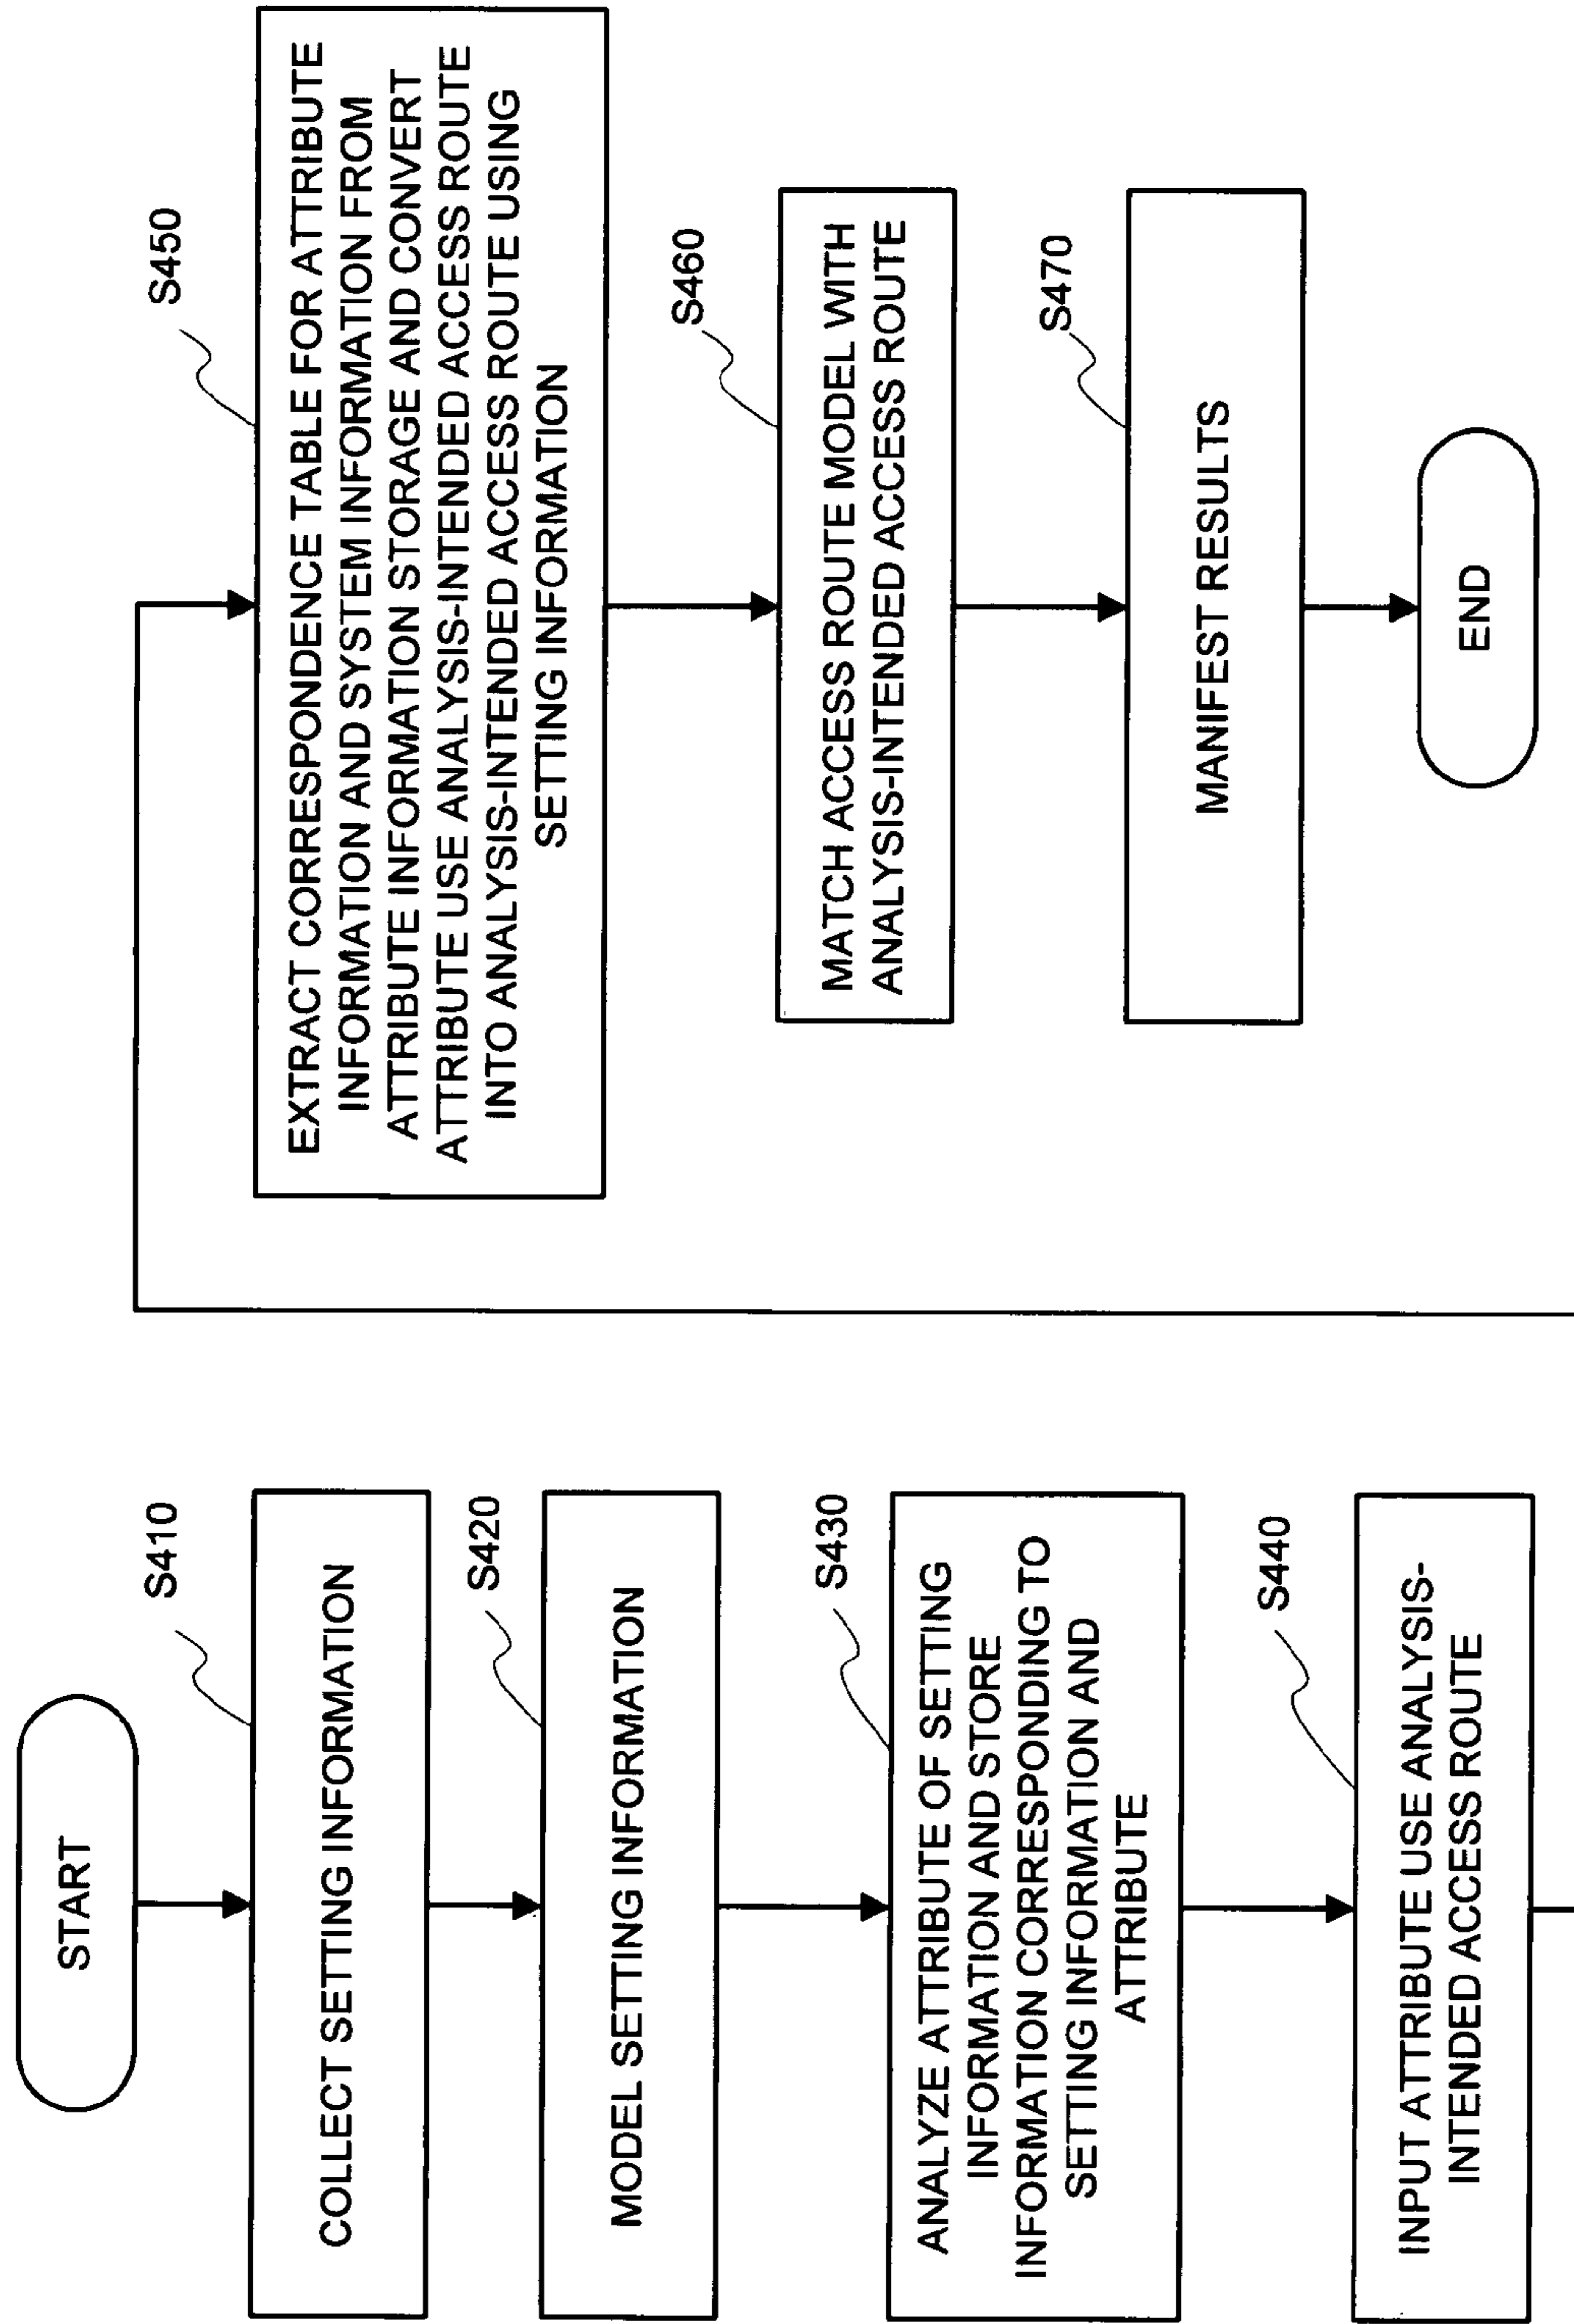 START
S410
COLLECT SETTING INFORMATION
S420
MODEL SETTING INFORMATION
S430
ANALYZE ATTRIBUTE OF SETTING
INFORMATION AND STORE
INFORMATION CORRESPONDING TO
SETTING INFORMATION AND
ATTRIBUTE
S440
INPUT ATTRIBUTE USE ANALYSIS-
INTENDED ACCESS ROUTE
S450
EXTRACT CORRESPONDENCE TABLE FOR ATTRIBUTE
INFORMATION AND SYSTEM INFORMATION FROM
ATTRIBUTE INFORMATION STORAGE AND CONVERT
ATTRIBUTE USE ANALYSIS-INTENDED ACCESS ROUTE
INTO ANALYSIS-INTENDED ACCESS ROUTE USING
SETTING INFORMATION
S460
MATCH ACCESS ROUTE MODEL WITH
ANALYSIS-INTENDED ACCESS ROUTE
S470
MANIFEST RESULTS
END